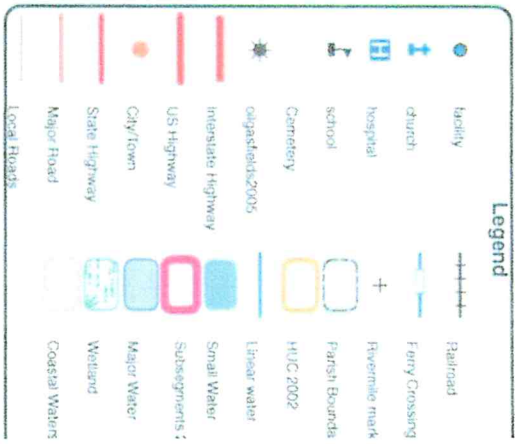 Legend
facility
church
hospital
school
Cemetery
oilgasfields2005
Interstate Highway
US Highway
City/Town
State Highway
Major Road
Local Roads
Railroad
Ferry Crossing
Rivermile mark
Parish Bounda
HUC 2002
Linear water
Small Water
Subsegments 2
Major Water
Wetland
Coastal Waters